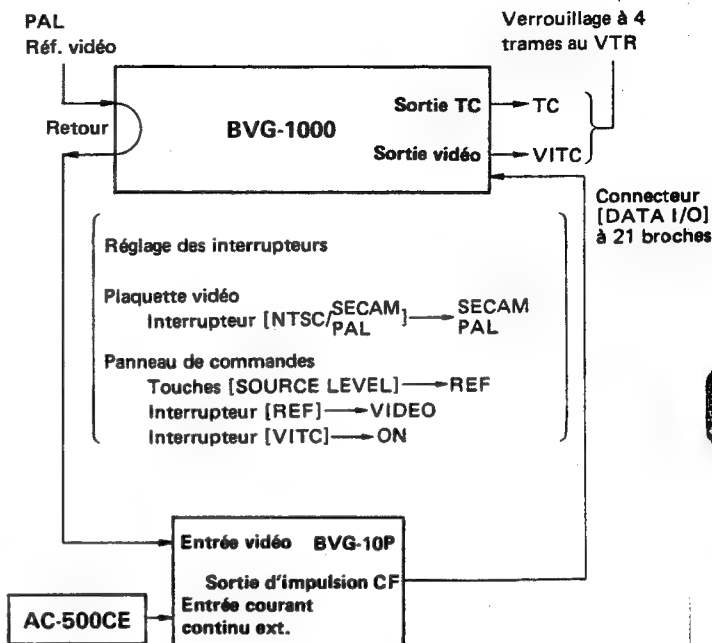 PAL
Réf. vidéo
Verrouillage à 4
trames au VTR
Retour
BVG-1000
Sortie TC
TC
Sortie vidéo
VITC
Connecteur
[DATA I/O]
à 21 broches
Réglage des interrupteurs
Plaquette vidéo
Interrupteur [NTSC/SECAM PAL] SECAM
PAL
Panneau de commandes
Touches [SOURCE LEVEL] REF
Interrupteur [REF] VIDEO
Interrupteur [VITC] ON
Entrée vidéo BVG-10P
Sortie d'impulsion CF
Entrée courant
continu ext.
AC-500CE